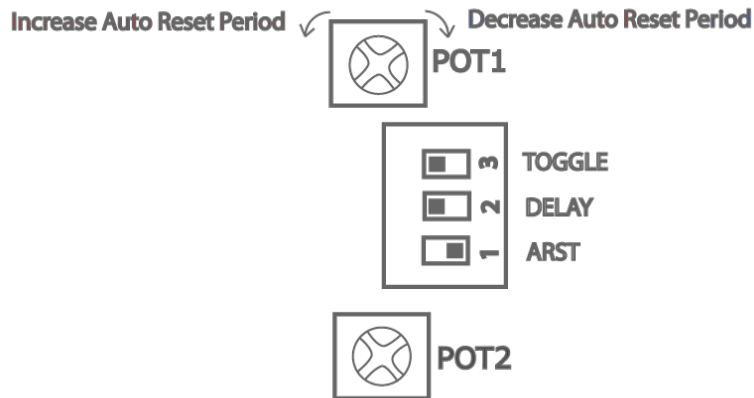 Increase Auto Reset Period
Decrease Auto Reset Period
POT1
3 TOGGLE
2 DELAY
1 ARST
POT2